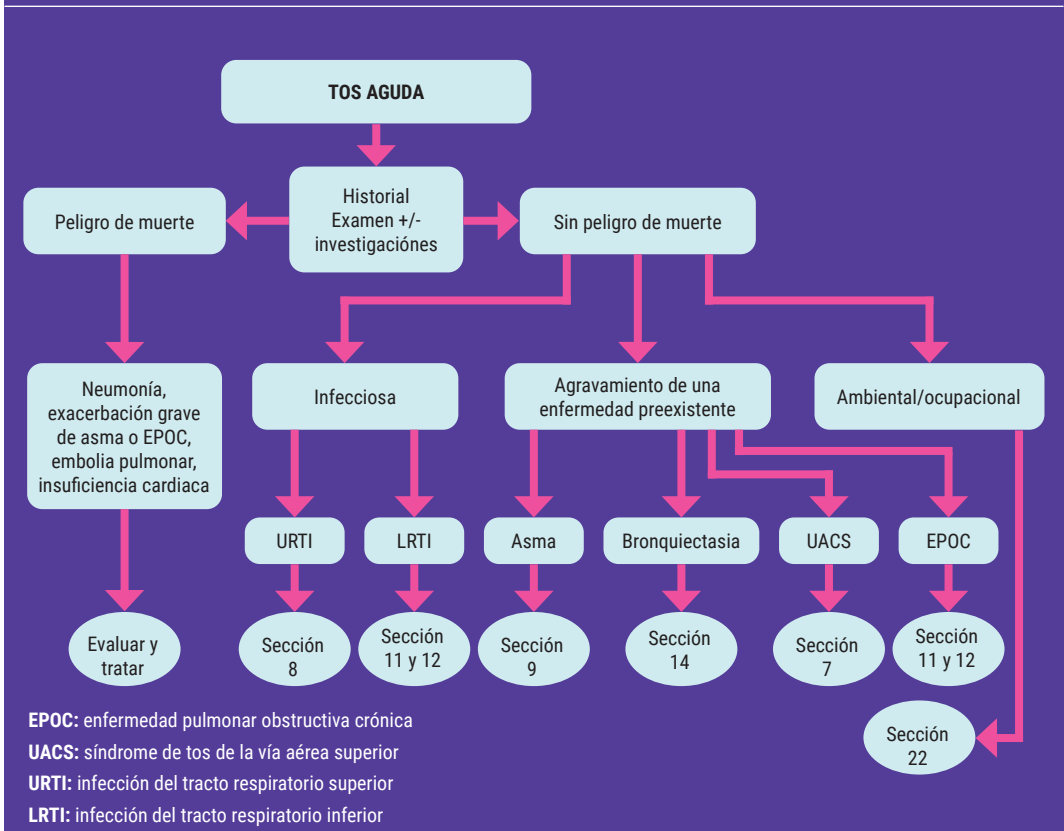 TOS AGUDA
Historial
Examen +/-
investigaciónes
Peligro de muerte
Sin peligro de muerte
Neumonía,
exacerbación grave
de asma o EPOC,
embolia pulmonar,
insuficiencia cardiaca
Infecciosa
Agravamiento de una
enfermedad preexistente
Ambiental/ocupacional
URTI
LRTI
Asma
Bronquiectasia
UACS
EPOC
Evaluar y
tratar
Sección
8
Sección
11 y 12
Sección
9
Sección
14
Sección
7
Sección
11 y 12
Sección
22
EPOC: enfermedad pulmonar obstructiva crónica
UACS: síndrome de tos de la vía aérea superior
URTI: infección del tracto respiratorio superior
LRTI: infección del tracto respiratorio inferior